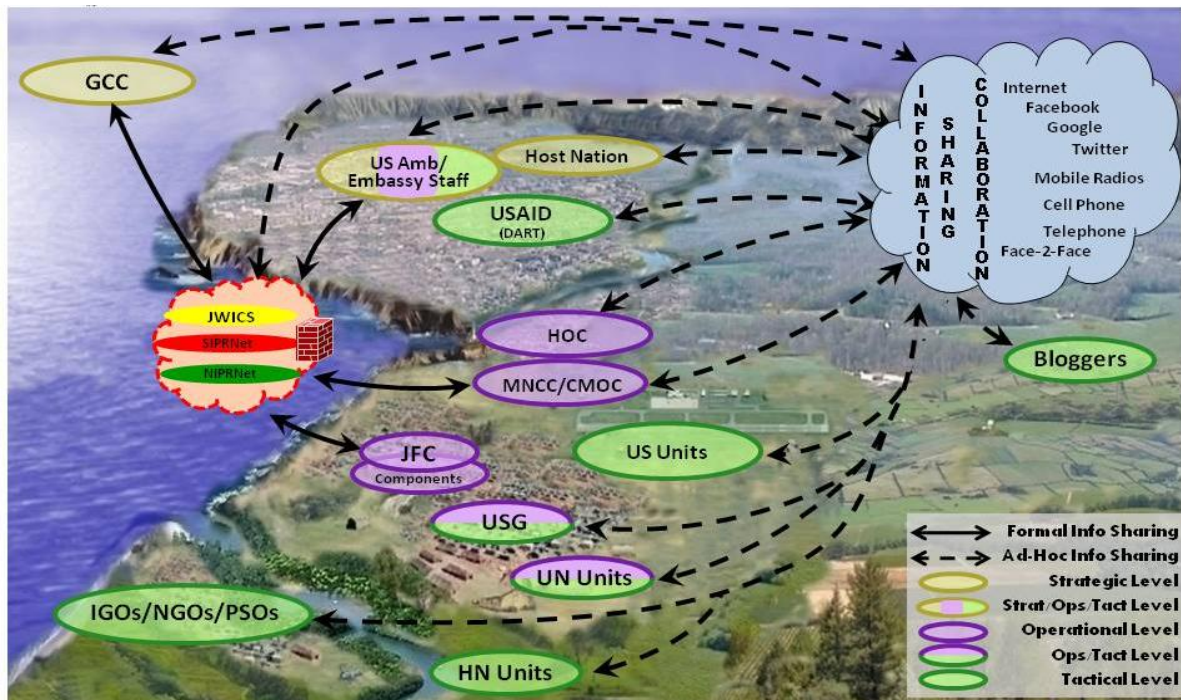 GCC
US Amb/
Embassy Staff
Host Nation
USAID
(DART)
INFORMATION
SHARING
COLLABORATION
Internet
Facebook
Google
Twitter
Mobile Radios
Cell Phone
Telephone
Face-2-Face
JWICS
SIPRNet
NIPRNet
HOC
MNCC/CMOC
Bloggers
JFC
Components
US Units
USG
UN Units
IGOs/NGOs/PSOs
HN Units
Formal Info Sharing
Ad-Hoc Info Sharing
Strategic Level
Strat/Ops/Tact Level
Operational Level
Ops/Tact Level
Tactical Level